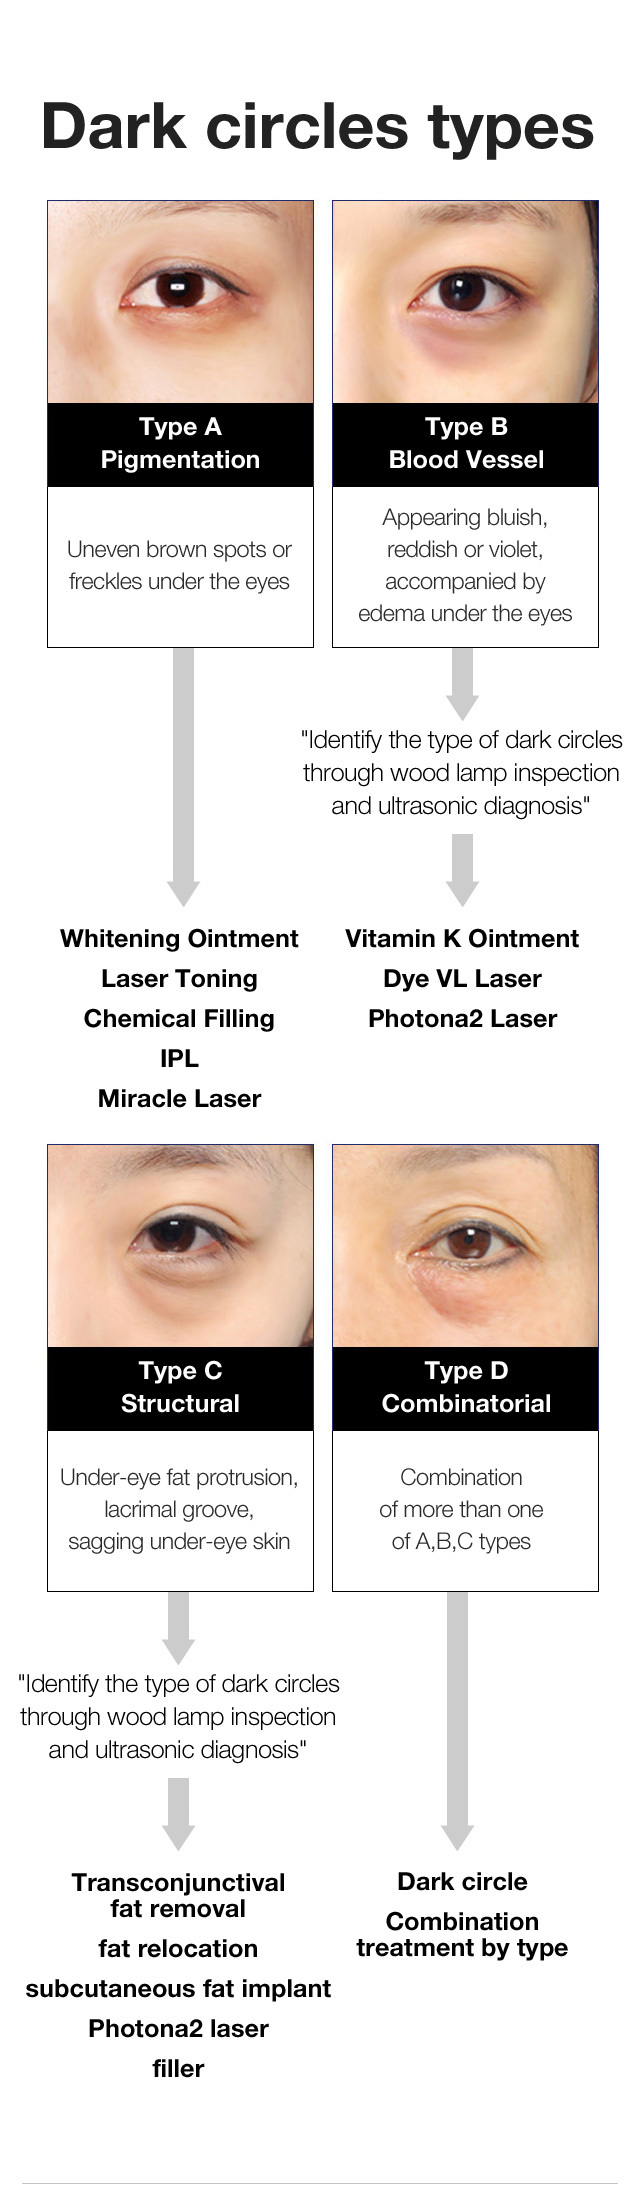 Dark circles types
Type A
Pigmentation
Uneven brown spots or
freckles under the eyes
Type B
Blood Vessel
Appearing bluish,
reddish or violet,
accompanied by
edema under the eyes
"Identify the type of dark circles
through wood lamp inspection
and ultrasonic diagnosis"
Whitening Ointment
Laser Toning
Chemical Filling
IPL
Miracle Laser
Vitamin K Ointment
Dye VL Laser
Photona2 Laser
Type C
Structural
Under-eye fat protrusion,
lacrimal groove,
sagging under-eye skin
Type D
Combinatorial
Combination
of more than one
of A,B,C types
"Identify the type of dark circles
through wood lamp inspection
and ultrasonic diagnosis"
Transconjunctival
fat removal
fat relocation
subcutaneous fat implant
Photona2 laser
filler
Dark circle
Combination
treatment by type